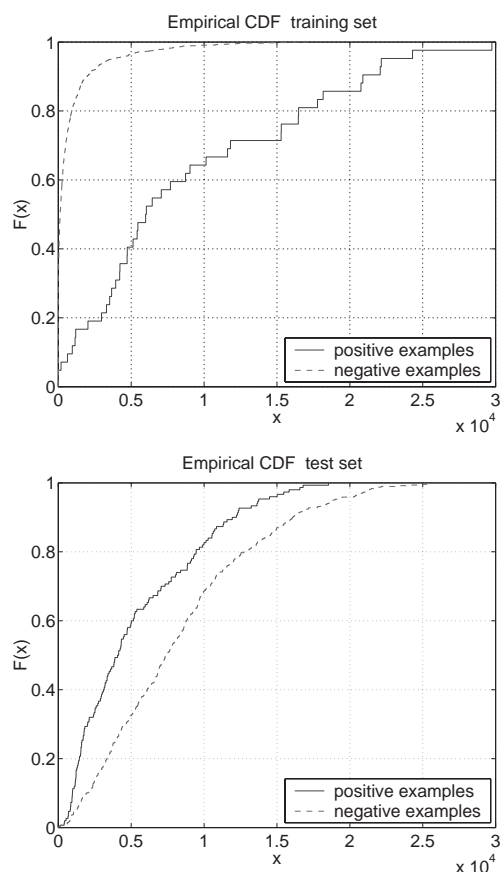 Empirical CDF training set
1
0.8
0.6
0.4
0.2
0
F(x)
positive examples
negative examples
0 0.5 1 1.5 2 2.5 3
x
x 10^4
Empirical CDF test set
1
0.8
0.6
0.4
0.2
0
F(x)
positive examples
negative examples
0 0.5 1 1.5 2 2.5 3
x
x 10^4